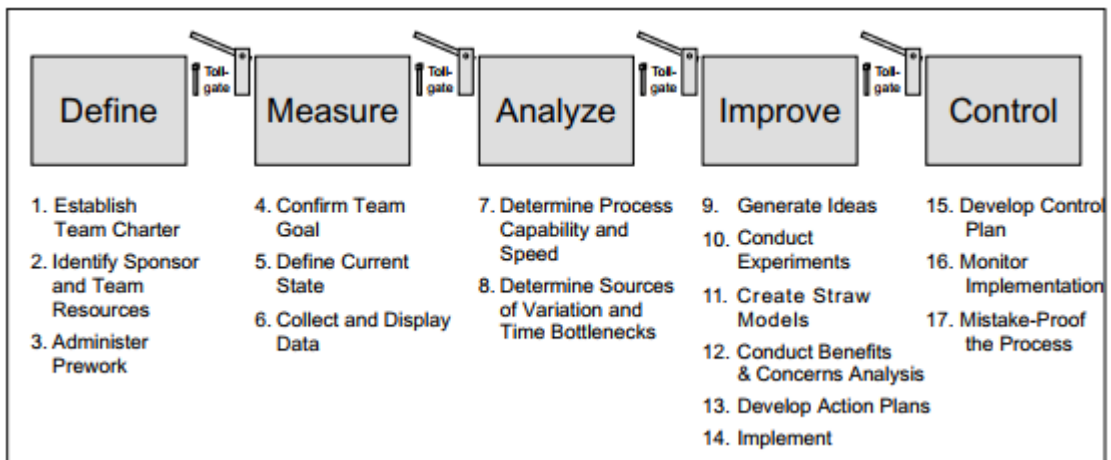 Define
Toll-
gate
Measure
Toll-
gate
Analyze
Toll-
gate
Improve
Toll-
gate
Control
1. Establish
Team Charter
2. Identify Sponsor
and Team
Resources
3. Administer
Prework
4. Confirm Team
Goal
5. Define Current
State
6. Collect and Display
Data
7. Determine Process
Capability and
Speed
8. Determine Sources
of Variation and
Time Bottlenecks
9. Generate Ideas
10. Conduct
Experiments
11. Create Straw
Models
12. Conduct Benefits
& Concerns Analysis
13. Develop Action Plans
14. Implement
15. Develop Control
Plan
16. Monitor
Implementation
17. Mistake-Proof
the Process